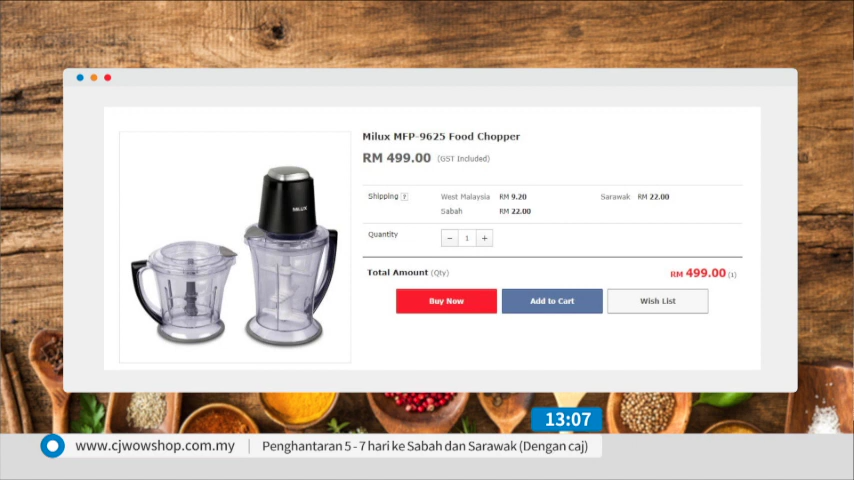 Milux MFP-9625 Food Chopper
RM 499.00 (GST Included)
Shipping ? West Malaysia RM 9.20 Sarawak RM 22.00
Sabah RM 22.00
Quantity − 1 +
Total Amount (Qty) RM 499.00 (1)
Buy Now Add to Cart Wish List
MILUX
13:07
www.cjwowshop.com.my | Penghantaran 5 - 7 hari ke Sabah dan Sarawak (Dengan caj)